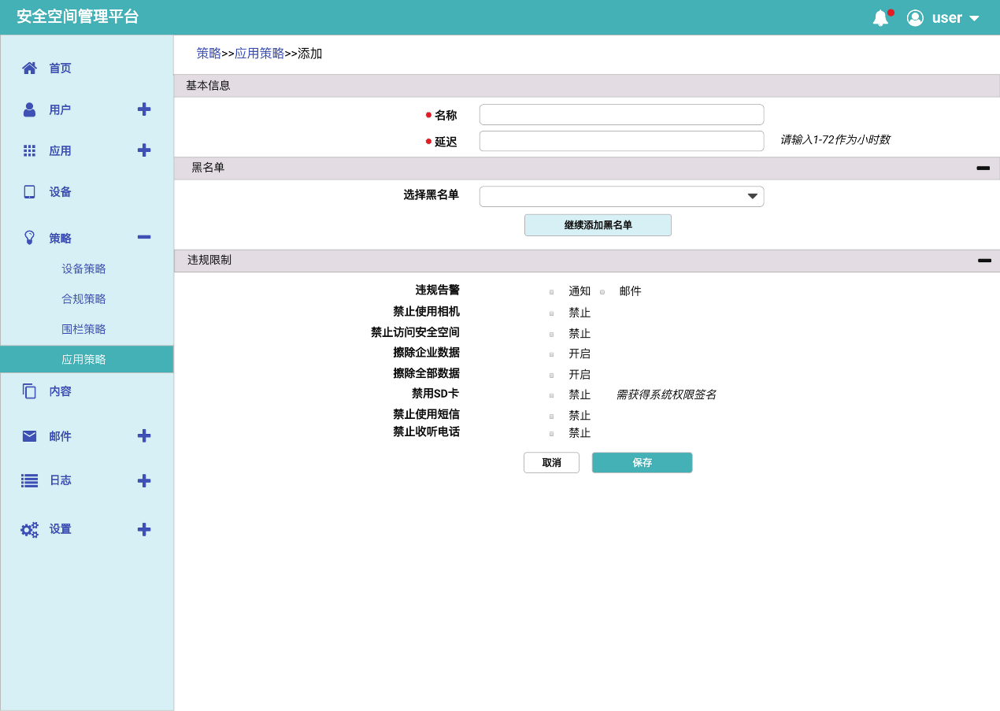 安全空间管理平台
user
首页
用户
应用
设备
策略
设备策略
合规策略
围栏策略
应用策略
内容
邮件
日志
设置
策略>>应用策略>>添加
基本信息
名称
延迟 请输入1-72作为小时数
黑名单
选择黑名单
继续添加黑名单
违规限制
违规告警 通知 邮件
禁止使用相机 禁止
禁止访问安全空间 禁止
擦除企业数据 开启
擦除全部数据 开启
禁用SD卡 禁止 需获得系统权限签名
禁止使用短信 禁止
禁止收听电话 禁止
取消 保存